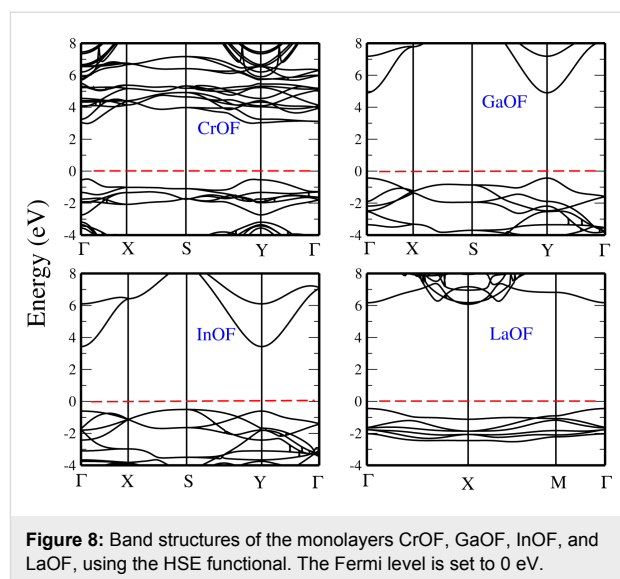 Energy (eV)
8
6
4
2
0
-2
-4
CrOF
Γ X S Y Γ
8
6
4
2
0
-2
-4
GaOF
Γ X S Y Γ
8
6
4
2
0
-2
-4
InOF
Γ X S Y Γ
8
6
4
2
0
-2
-4
LaOF
Γ X M Γ
Figure 8: Band structures of the monolayers CrOF, GaOF, InOF, and
LaOF, using the HSE functional. The Fermi level is set to 0 eV.